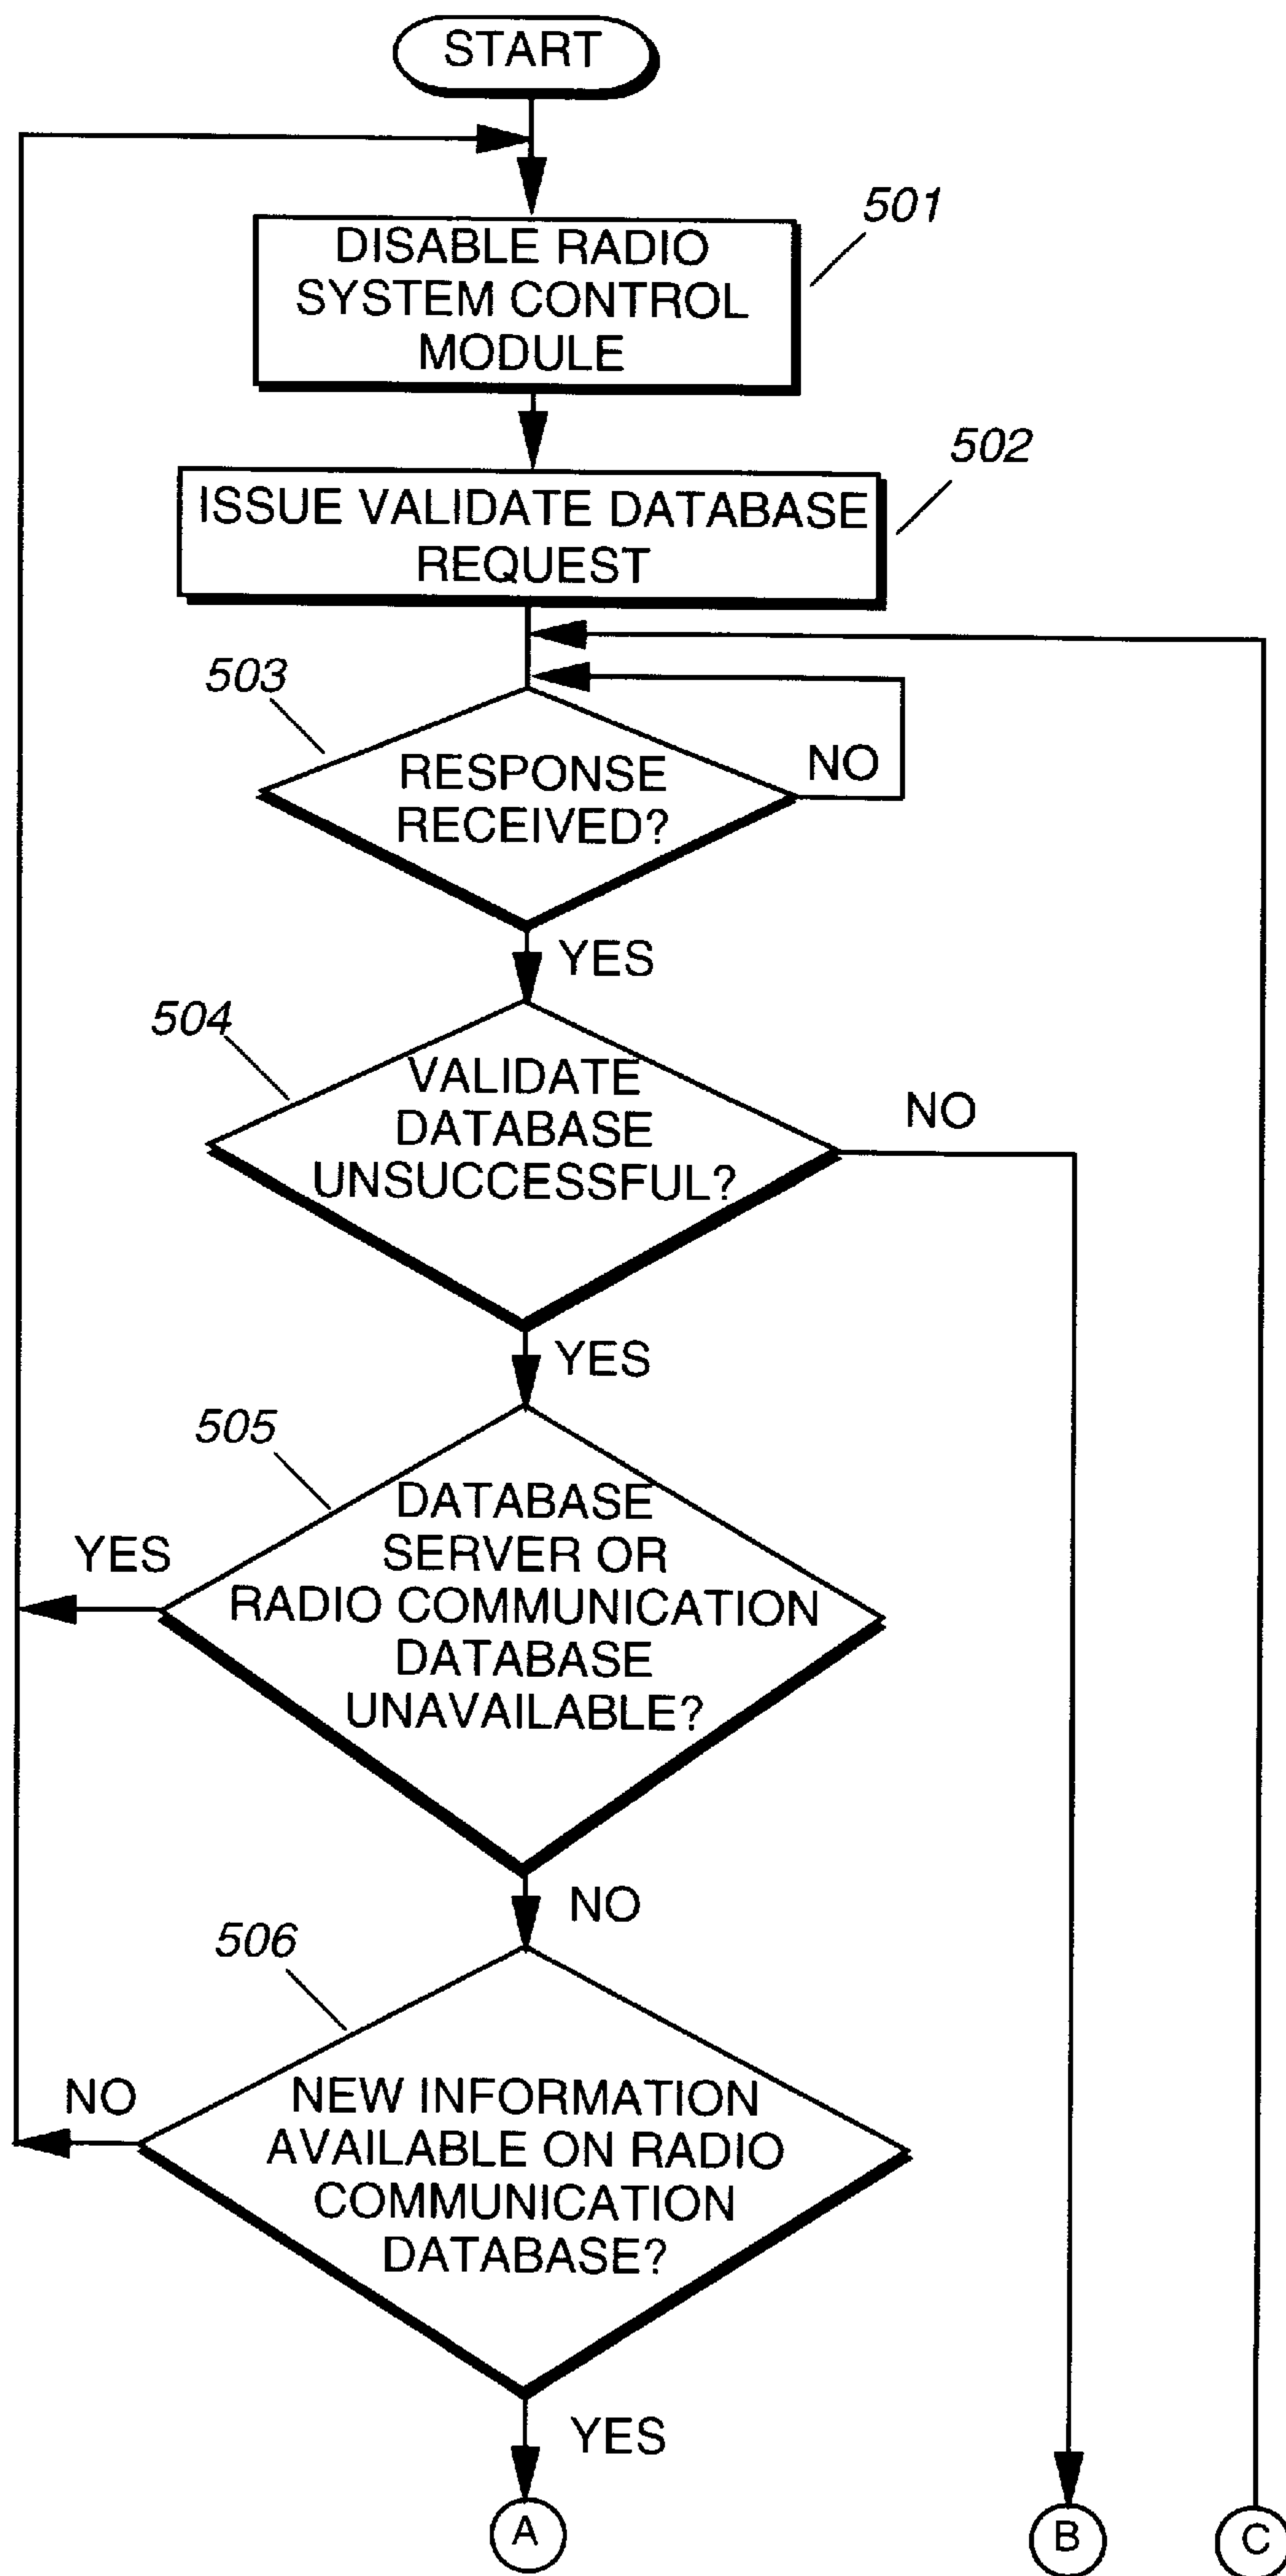 START
501
DISABLE RADIO
SYSTEM CONTROL
MODULE
502
ISSUE VALIDATE DATABASE
REQUEST
503
RESPONSE
RECEIVED?
NO
YES
504
VALIDATE
DATABASE
UNSUCCESSFUL?
NO
YES
505
DATABASE
SERVER OR
RADIO COMMUNICATION
DATABASE
UNAVAILABLE?
YES
NO
506
NEW INFORMATION
AVAILABLE ON RADIO
COMMUNICATION
DATABASE?
NO
YES
A
B
C